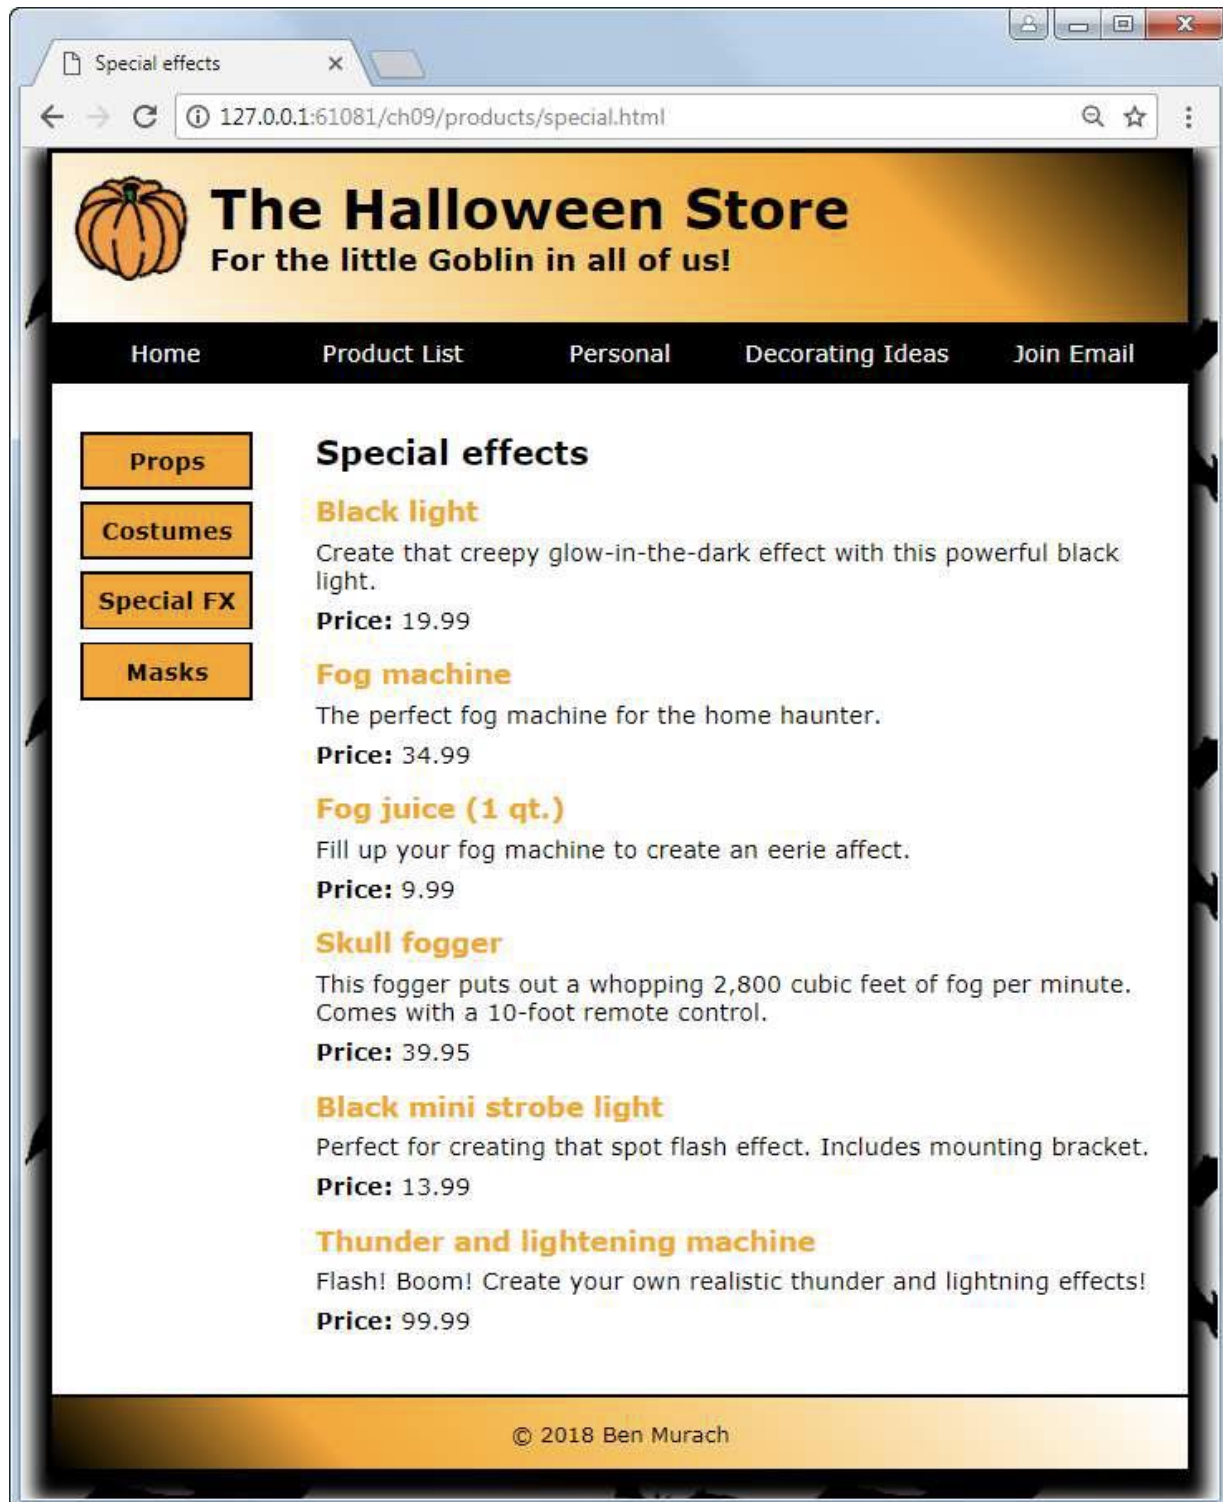 Special effects
127.0.0.1:61081/ch09/products/special.html
The Halloween Store
For the little Goblin in all of us!
Home Product List Personal Decorating Ideas Join Email
Props
Costumes
Special FX
Masks
Special effects
Black light
Create that creepy glow-in-the-dark effect with this powerful black
light.
Price: 19.99
Fog machine
The perfect fog machine for the home haunter.
Price: 34.99
Fog juice (1 qt.)
Fill up your fog machine to create an eerie affect.
Price: 9.99
Skull fogger
This fogger puts out a whopping 2,800 cubic feet of fog per minute.
Comes with a 10-foot remote control.
Price: 39.95
Black mini strobe light
Perfect for creating that spot flash effect. Includes mounting bracket.
Price: 13.99
Thunder and lightening machine
Flash! Boom! Create your own realistic thunder and lightning effects!
Price: 99.99
© 2018 Ben Murach